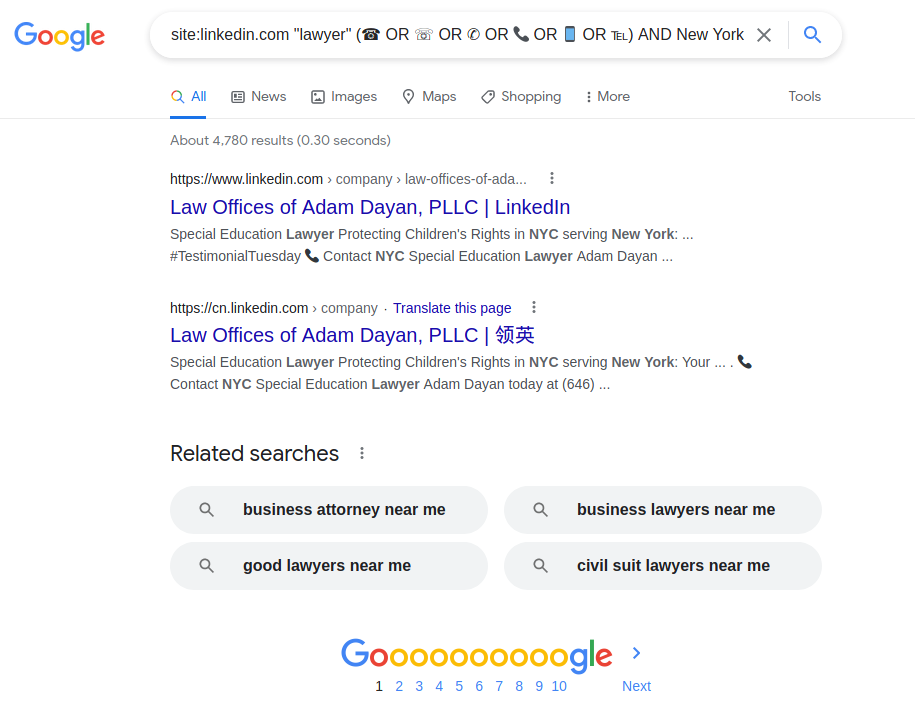 Google
site:linkedin.com "lawyer" (☎ OR ☏ OR ✆ OR 📞 OR 📱 OR ℡) AND New York
All News Images Maps Shopping More Tools
About 4,780 results (0.30 seconds)
https://www.linkedin.com › company › law-offices-of-ada...
Law Offices of Adam Dayan, PLLC | LinkedIn
Special Education Lawyer Protecting Children's Rights in NYC serving New York: ...
#TestimonialTuesday 📞 Contact NYC Special Education Lawyer Adam Dayan ...
https://cn.linkedin.com › company · Translate this page
Law Offices of Adam Dayan, PLLC | 领英
Special Education Lawyer Protecting Children's Rights in NYC serving New York: Your ... . 📞
Contact NYC Special Education Lawyer Adam Dayan today at (646) ...
Related searches
business attorney near me
business lawyers near me
good lawyers near me
civil suit lawyers near me
Goooooooooogle
1 2 3 4 5 6 7 8 9 10 Next